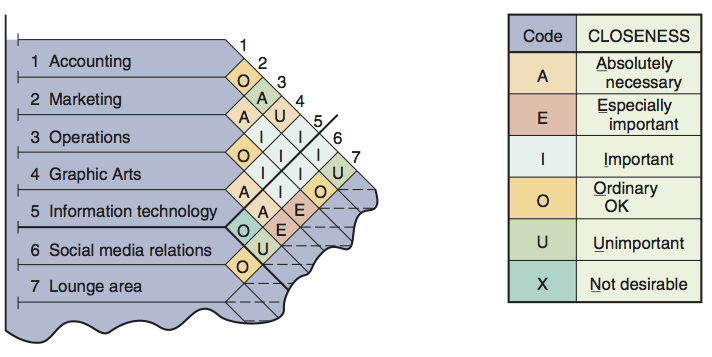 1
2
3
4
5
6
7
1 Accounting
2 Marketing
3 Operations
4 Graphic Arts
5 Information technology
6 Social media relations
7 Lounge area
O
A
A U
I I
O I I
I I U
A I O
A E
O E
U
O
Code CLOSENESS
A Absolutely
necessary
E Especially
important
I Important
O Ordinary
OK
U Unimportant
X Not desirable